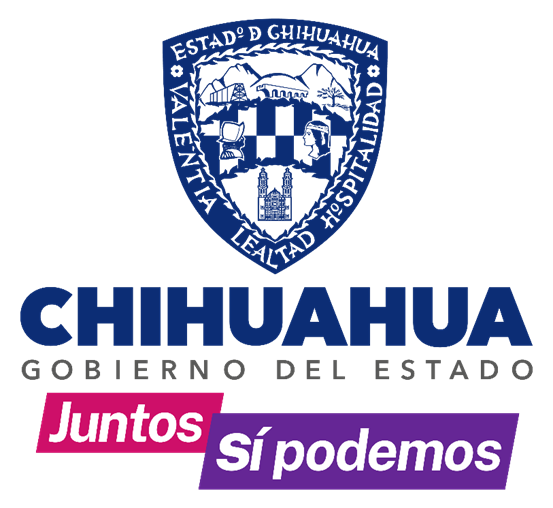 ESTADº D CHIHUAHUA
VALENTIA
LEALTAD
HOSPITALIDAD
CHIHUAHUA
GOBIERNO DEL ESTADO
Juntos
Sí podemos